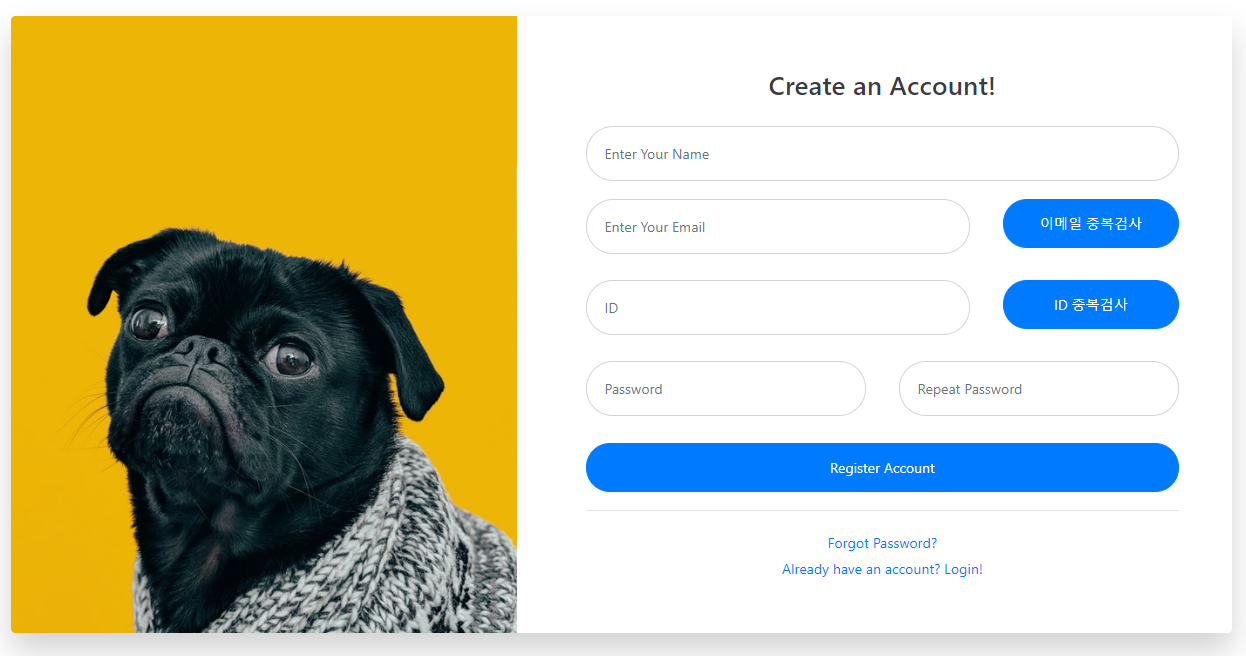 Create an Account!
Enter Your Name
Enter Your Email
이메일 중복검사
ID
ID 중복검사
Password
Repeat Password
Register Account
Forgot Password?
Already have an account? Login!